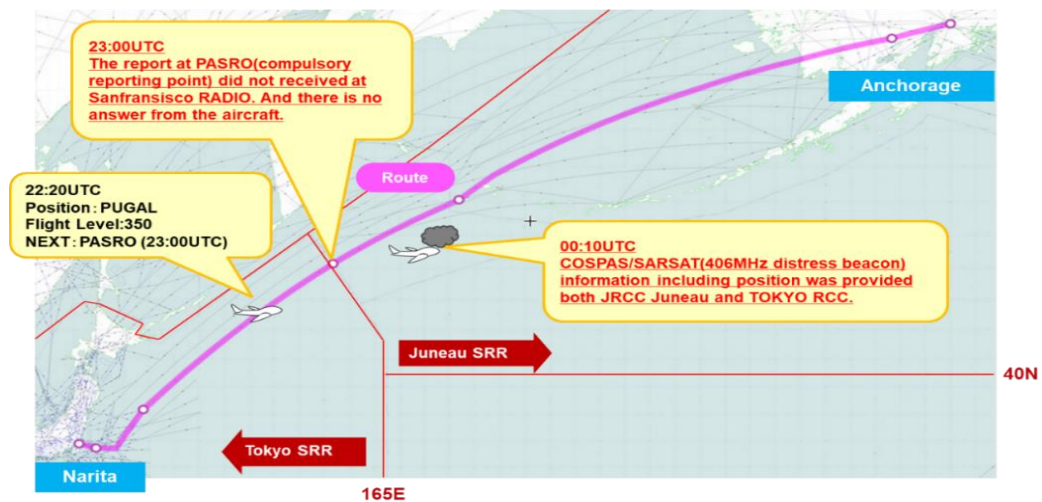 23:00UTC
The report at PASRO(compulsory
reporting point) did not received at
Sanfransisco RADIO. And there is no
answer from the aircraft.
Anchorage
Route
22:20UTC
Position：PUGAL
Flight Level:350
NEXT：PASRO (23:00UTC)
00:10UTC
COSPAS/SARSAT(406MHz distress beacon)
information including position was provided
both JRCC Juneau and TOKYO RCC.
Juneau SRR
40N
Tokyo SRR
Narita
165E